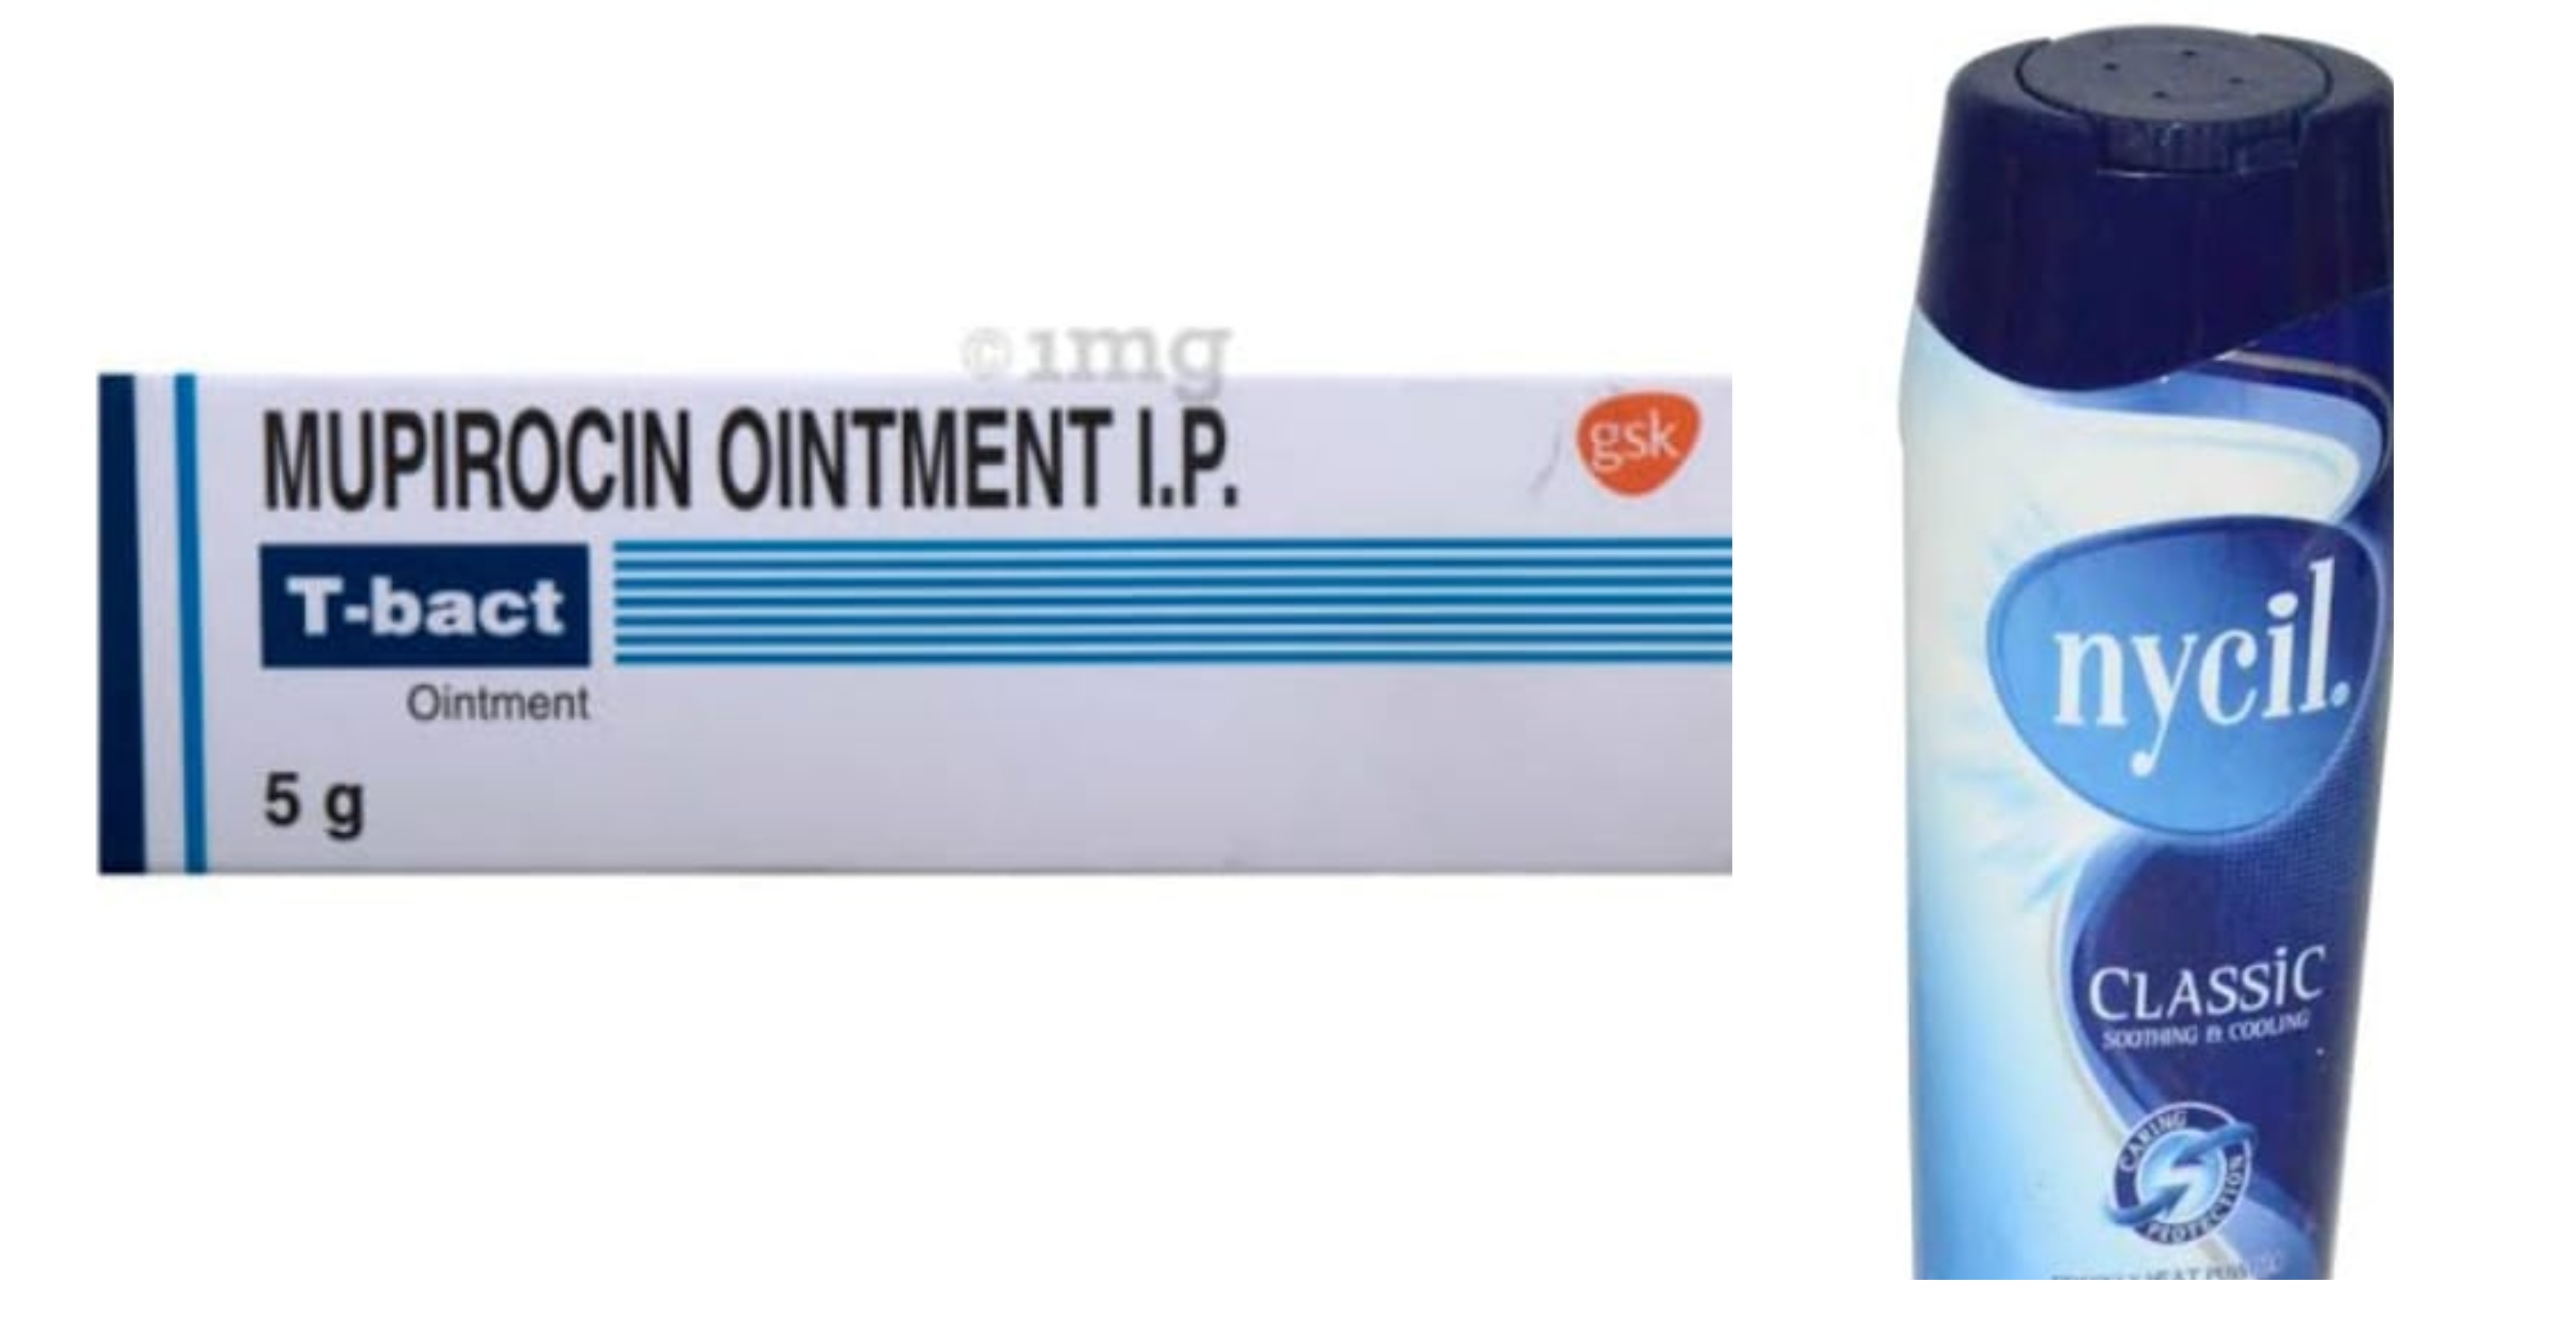 ©1mg
MUPIROCIN OINTMENT I.P.
gsk
T-bact
Ointment
5 g
nycil.
CLASSiC
SOOTHING & COOLING
CARING
PROTECTION